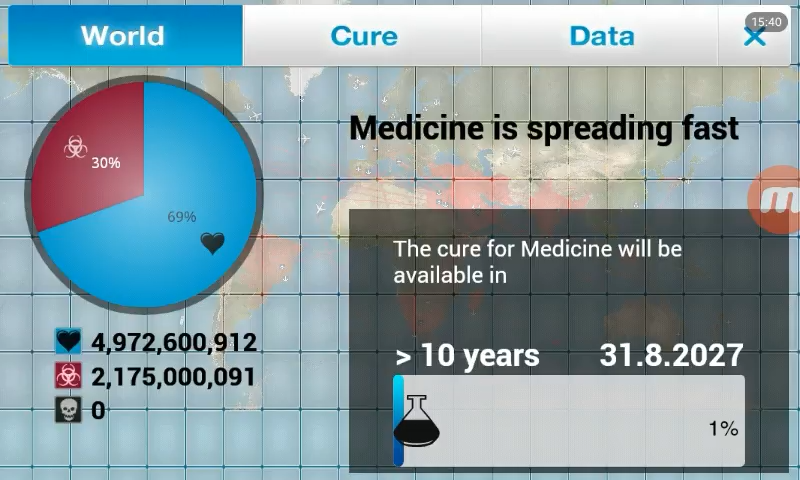 World
Cure
Data
15:40
30%
69%
4,972,600,912
2,175,000,091
0
Medicine is spreading fast
The cure for Medicine will be
available in
> 10 years
31.8.2027
1%